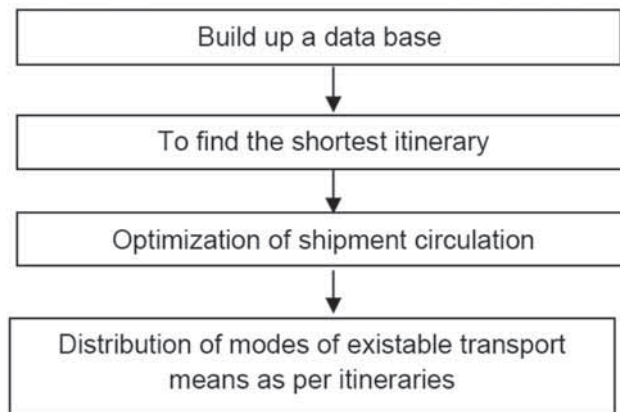 Build up a data base
To find the shortest itinerary
Optimization of shipment circulation
Distribution of modes of existable transport
means as per itineraries